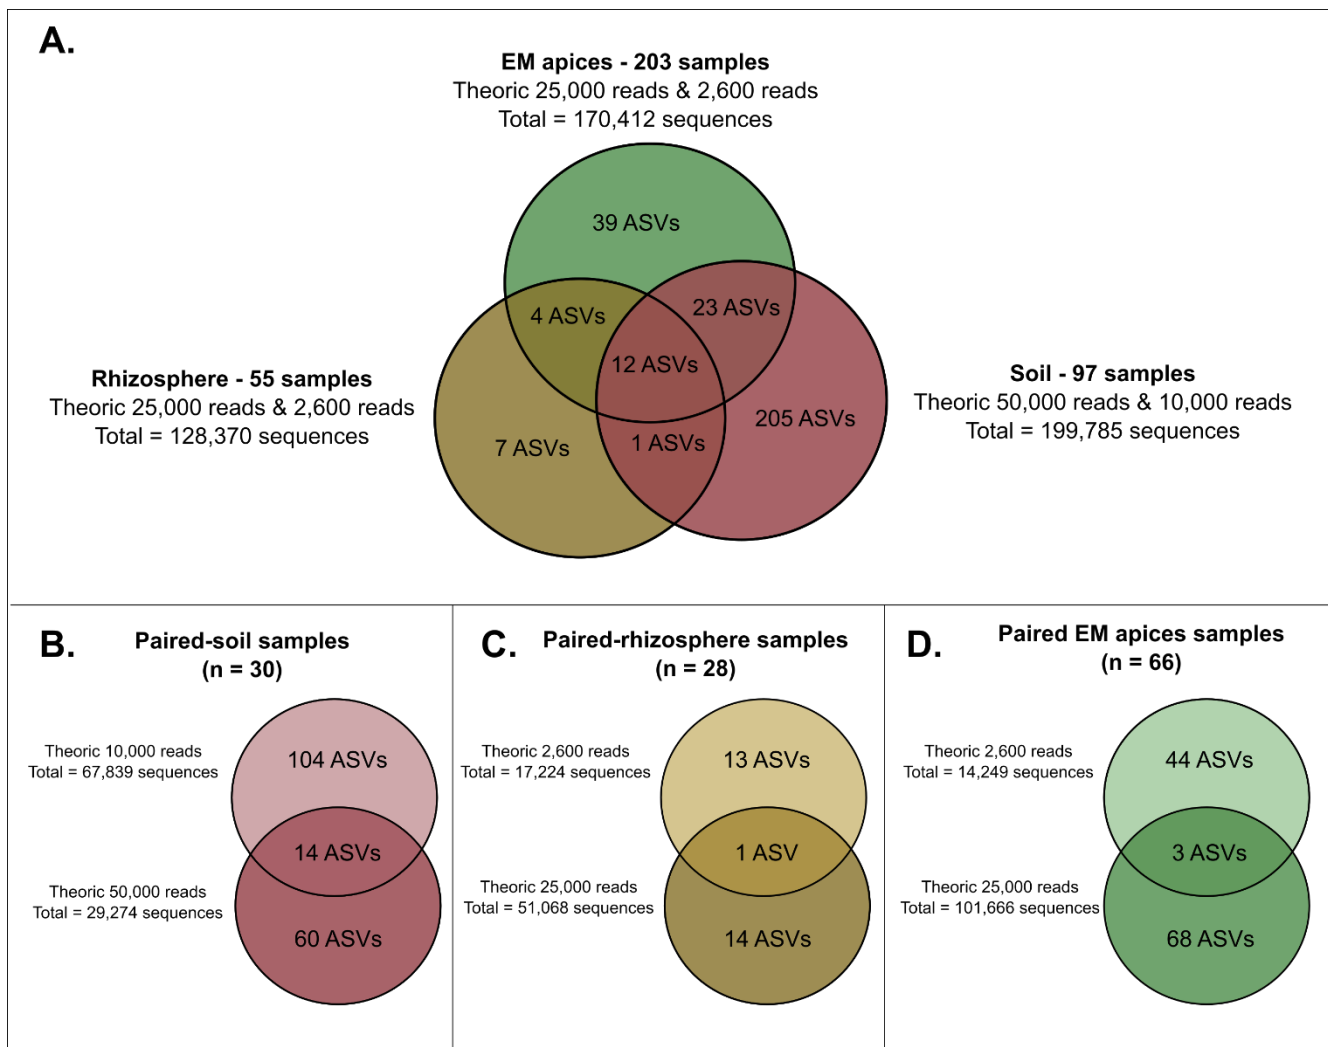 A.
EM apices - 203 samples
Theoric 25,000 reads & 2,600 reads
Total = 170,412 sequences
39 ASVs
4 ASVs
23 ASVs
12 ASVs
Rhizosphere - 55 samples
Theoric 25,000 reads & 2,600 reads
Total = 128,370 sequences
Soil - 97 samples
Theoric 50,000 reads & 10,000 reads
Total = 199,785 sequences
7 ASVs
1 ASVs
205 ASVs
B.
Paired-soil samples
(n = 30)
Theoric 10,000 reads
Total = 67,839 sequences
104 ASVs
14 ASVs
Theoric 50,000 reads
Total = 29,274 sequences
60 ASVs
C.
Paired-rhizosphere samples
(n = 28)
Theoric 2,600 reads
Total = 17,224 sequences
13 ASVs
1 ASV
Theoric 25,000 reads
Total = 51,068 sequences
14 ASVs
D.
Paired EM apices samples
(n = 66)
Theoric 2,600 reads
Total = 14,249 sequences
44 ASVs
3 ASVs
Theoric 25,000 reads
Total = 101,666 sequences
68 ASVs